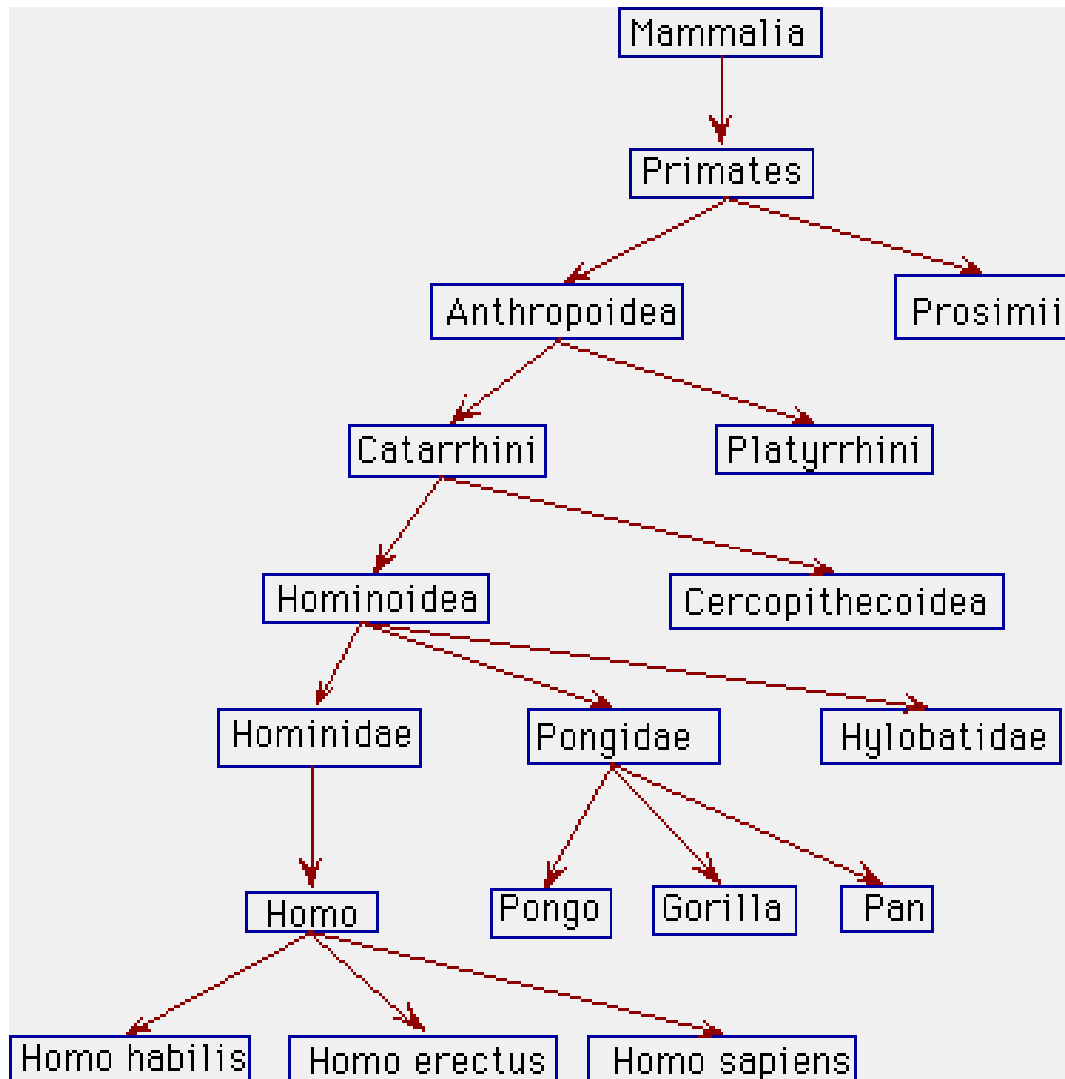 Mammalia
Primates
Anthropoidea
Prosimii
Catarrhini
Platyrrhini
Hominoidea
Cercopithecoidea
Hominidae
Pongidae
Hylobatidae
Homo
Pongo
Gorilla
Pan
Homo habilis
Homo erectus
Homo sapiens